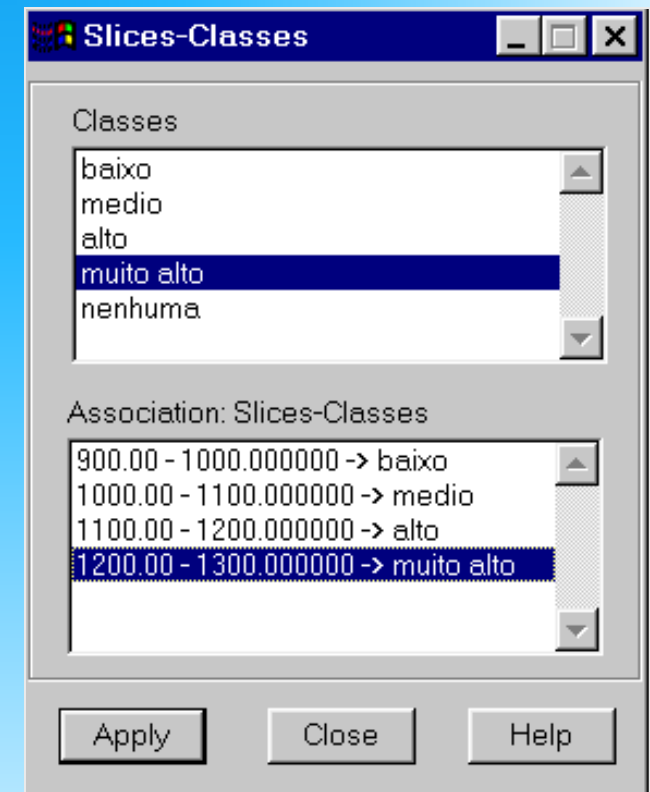 Slices-Classes
Classes
baixo
medio
alto
muito alto
nenhuma
Association: Slices-Classes
900.00 - 1000.000000 -> baixo
1000.00 - 1100.000000 -> medio
1100.00 - 1200.000000 -> alto
1200.00 - 1300.000000 -> muito alto
Apply Close Help